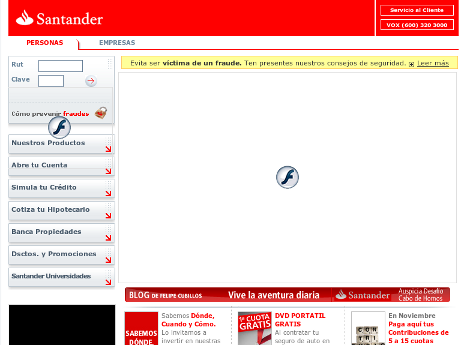 Santander
Servicio al Cliente
VOX (600) 320 3000
PERSONAS
EMPRESAS
Rut
Clave
Cómo prevenir fraudes
Evita ser víctima de un fraude. Ten presentes nuestros consejos de seguridad. Leer más
Nuestros Productos
Abre tu Cuenta
Simula tu Crédito
Cotiza tu Hipotecario
Banca Propiedades
Dsctos. y Promociones
Santander Universidades
BLOG DE FELIPE CUBILLOS
Vive la aventura diaria
Santander
Auspicia Desafío
Cabo de Hornos
SABEMOS
DÓNDE,
Sabemos Dónde,
Cuando y Cómo.
Lo invitamos a
invertir en nuestras
1ª CUOTA
GRATIS
DVD PORTATIL
GRATIS
Al contratar tu
seguro de auto en
En Noviembre
Paga aquí tus
Contribuciones de
5 a 15 cuotas